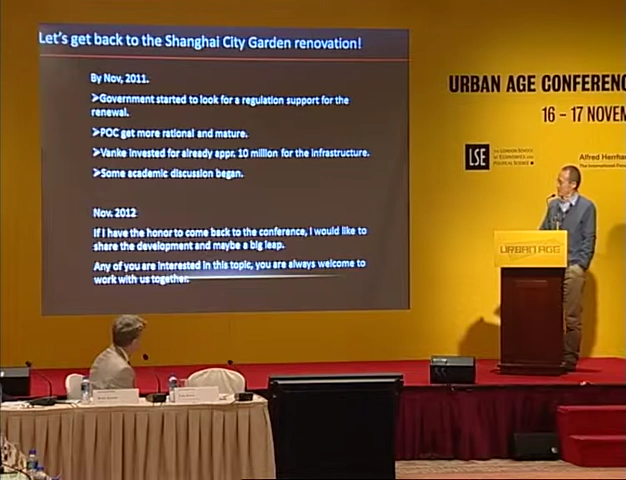 Let's get back to the Shanghai City Garden renovation!
By Nov, 2011.
➢Government started to look for a regulation support for the
renewal.
➢POC get more rational and mature.
➢Vanke invested for already appr. 10 million for the infrastructure.
➢Some academic discussion began.
Nov. 2012
If I have the honor to come back to the conference, I would like to
share the development and maybe a big leap.
Any of you are interested in this topic, you are always welcome to
work with us together.
URBAN AGE CONFERENC
16 – 17 NOVEM
LSE
THE LONDON SCHOOL
OF ECONOMICS AND
POLITICAL SCIENCE
Alfred Herrha
The International Foru
URBAN AGE